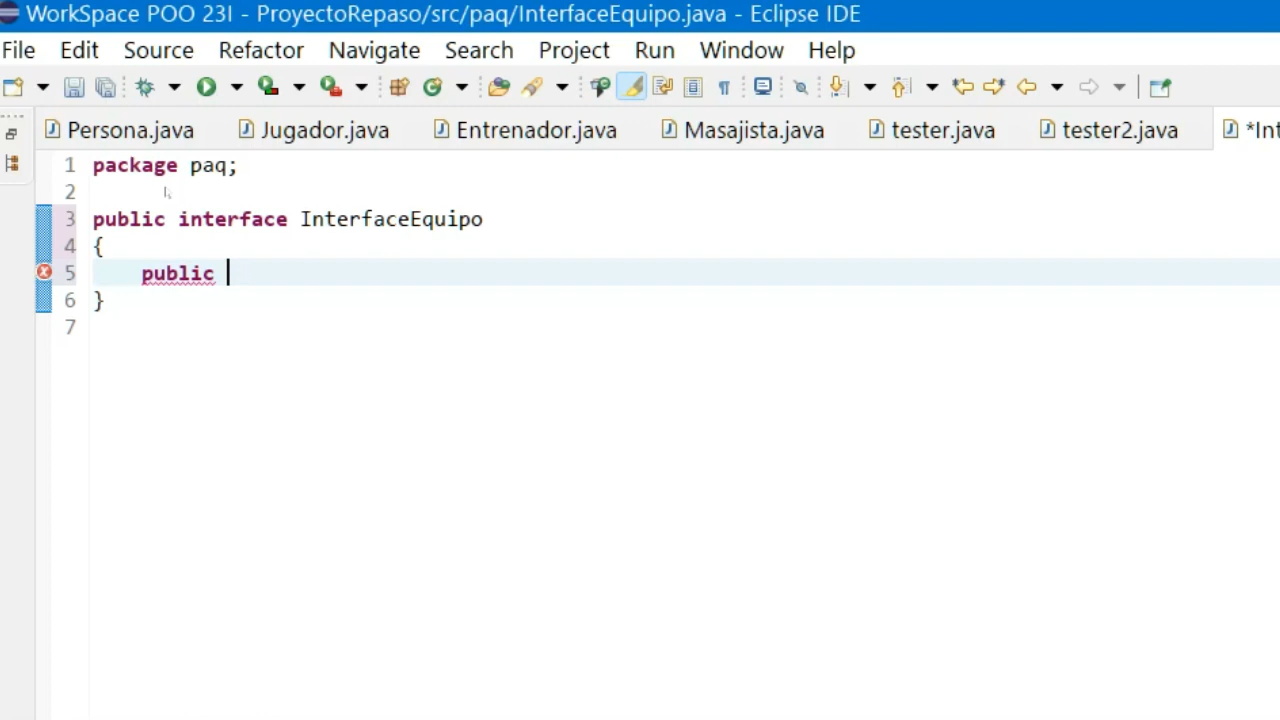 WorkSpace POO 23I - ProyectoRepaso/src/paq/InterfaceEquipo.java - Eclipse IDE
File Edit Source Refactor Navigate Search Project Run Window Help
Persona.java Jugador.java Entrenador.java Masajista.java tester.java tester2.java *Int
1 package paq;
2
3 public interface InterfaceEquipo
4 {
5 public
6 }
7